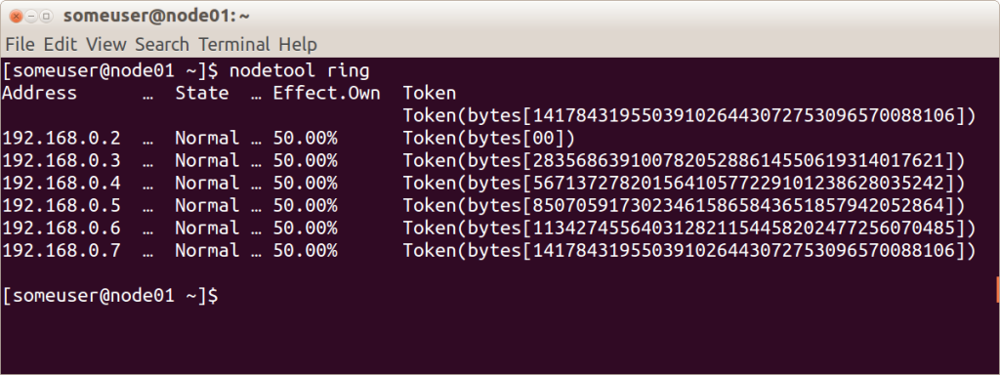 someuser@node01: ~
File Edit View Search Terminal Help
[someuser@node01 ~]$ nodetool ring
Address … State … Effect.Own Token
Token(bytes[141784319550391026443072753096570088106])
192.168.0.2 … Normal … 50.00% Token(bytes[00])
192.168.0.3 … Normal … 50.00% Token(bytes[28356863910078205288614550619314017621])
192.168.0.4 … Normal … 50.00% Token(bytes[56713727820156410577229101238628035242])
192.168.0.5 … Normal … 50.00% Token(bytes[85070591730234615865843651857942052864])
192.168.0.6 … Normal … 50.00% Token(bytes[113427455640312821154458202477256070485])
192.168.0.7 … Normal … 50.00% Token(bytes[141784319550391026443072753096570088106])
[someuser@node01 ~]$